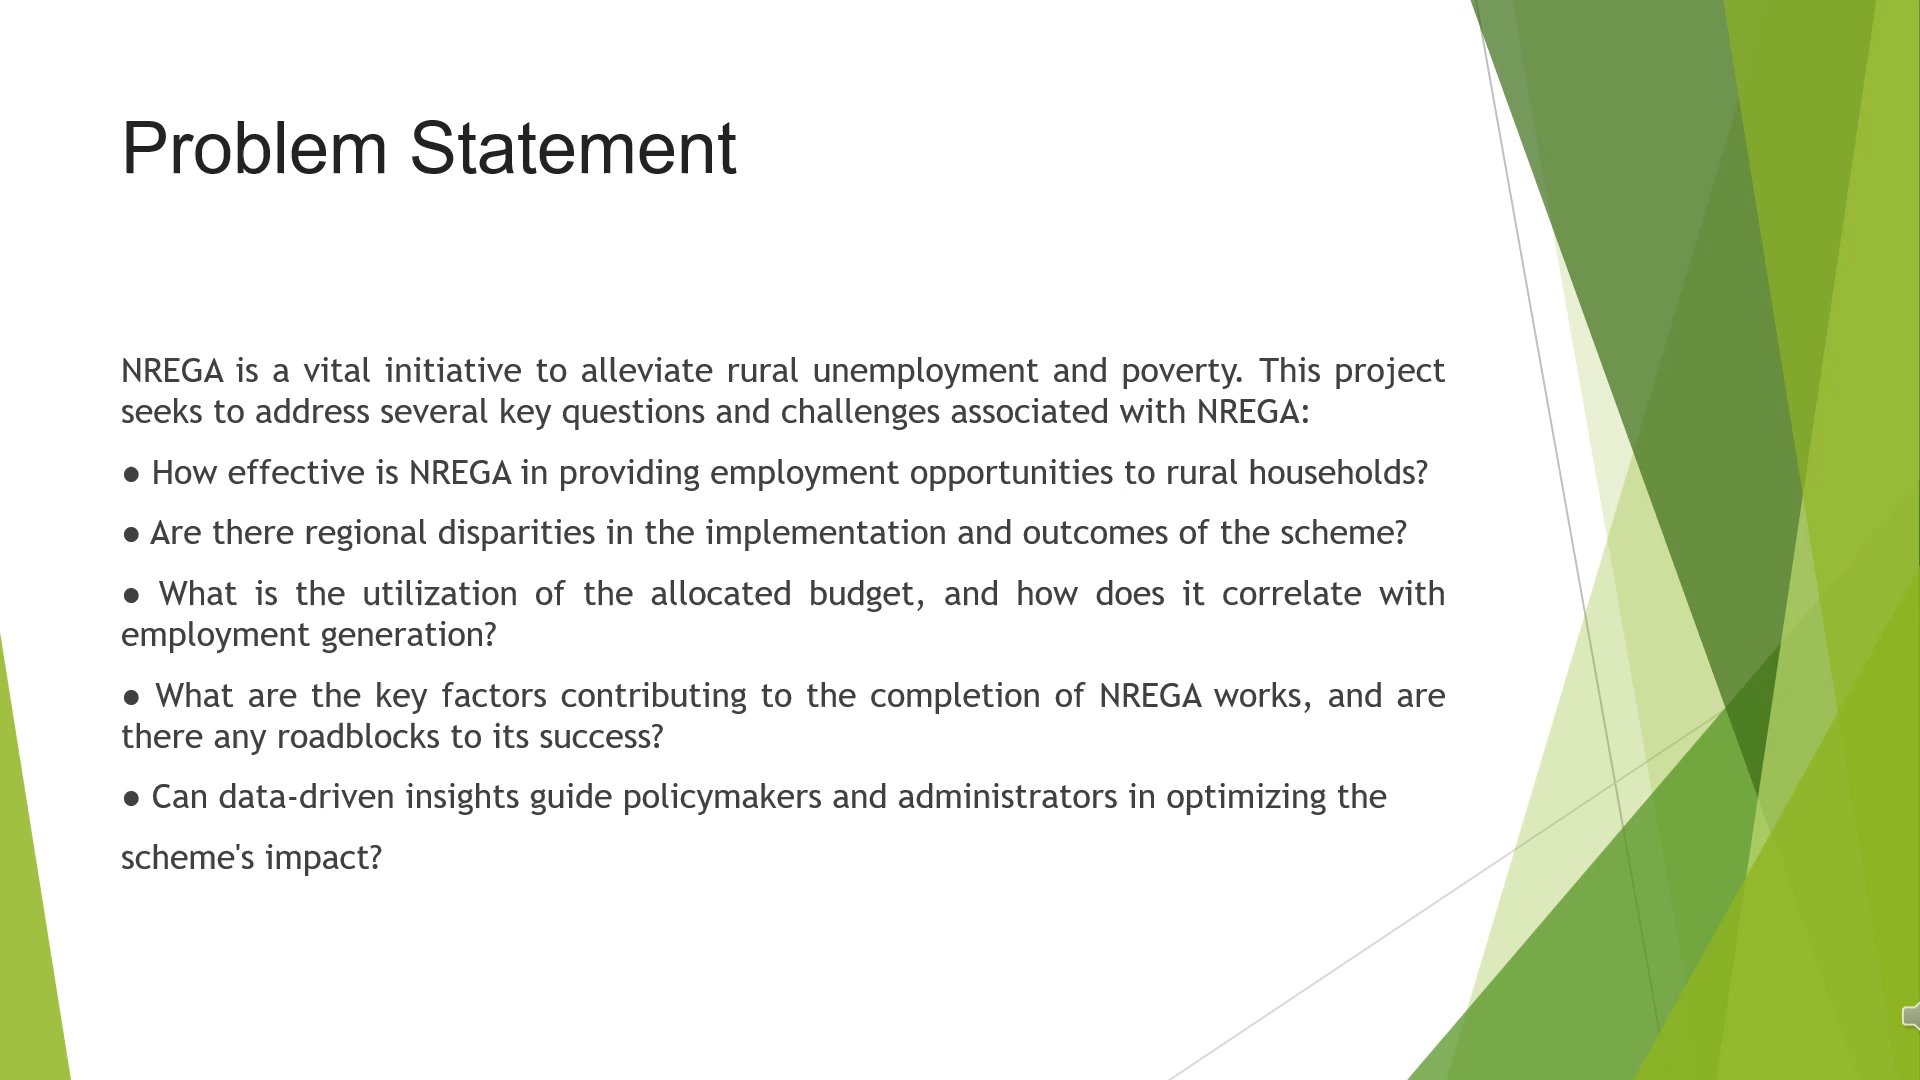 Problem Statement
NREGA is a vital initiative to alleviate rural unemployment and poverty. This project
seeks to address several key questions and challenges associated with NREGA:
● How effective is NREGA in providing employment opportunities to rural households?
● Are there regional disparities in the implementation and outcomes of the scheme?
● What is the utilization of the allocated budget, and how does it correlate with
employment generation?
● What are the key factors contributing to the completion of NREGA works, and are
there any roadblocks to its success?
● Can data-driven insights guide policymakers and administrators in optimizing the
scheme's impact?